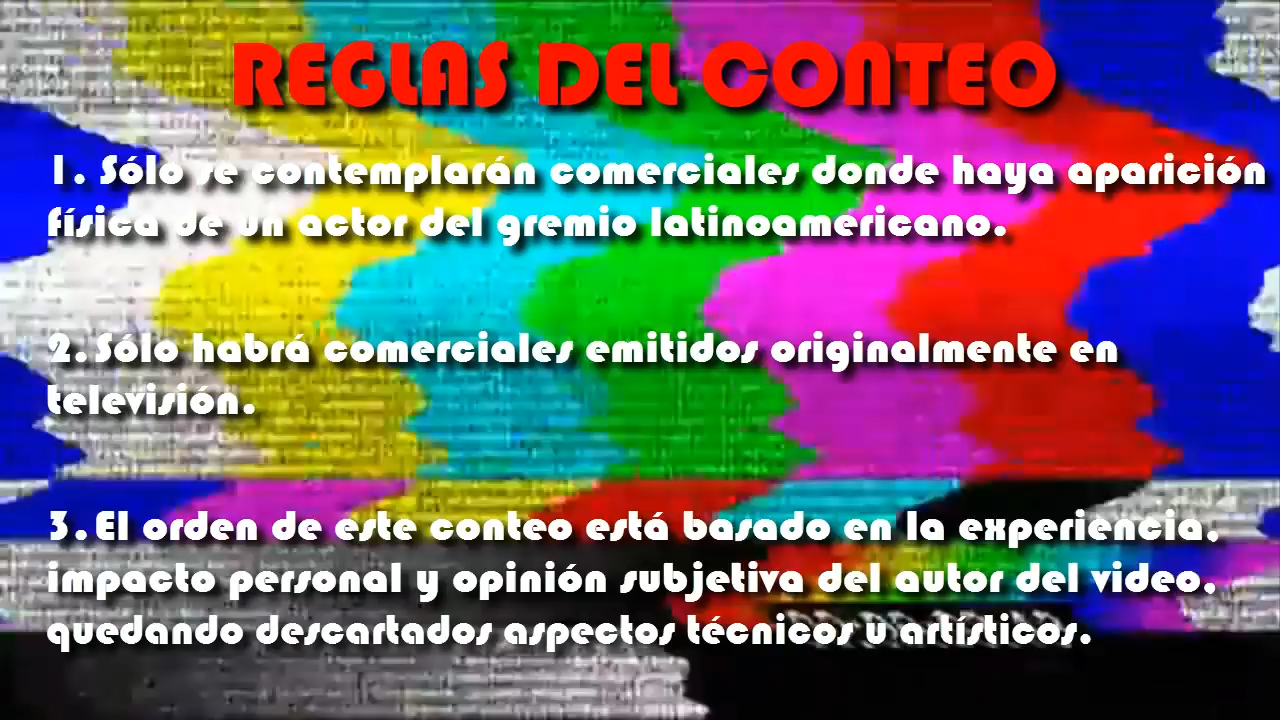 REGLAS DEL CONTEO
1. Sólo se contemplarán comerciales donde haya aparición
física de un actor del gremio latinoamericano.
2. Sólo habrá comerciales emitidos originalmente en
televisión.
3. El orden de este conteo está basado en la experiencia,
impacto personal y opinión subjetiva del autor del video,
quedando descartados aspectos técnicos u artísticos.